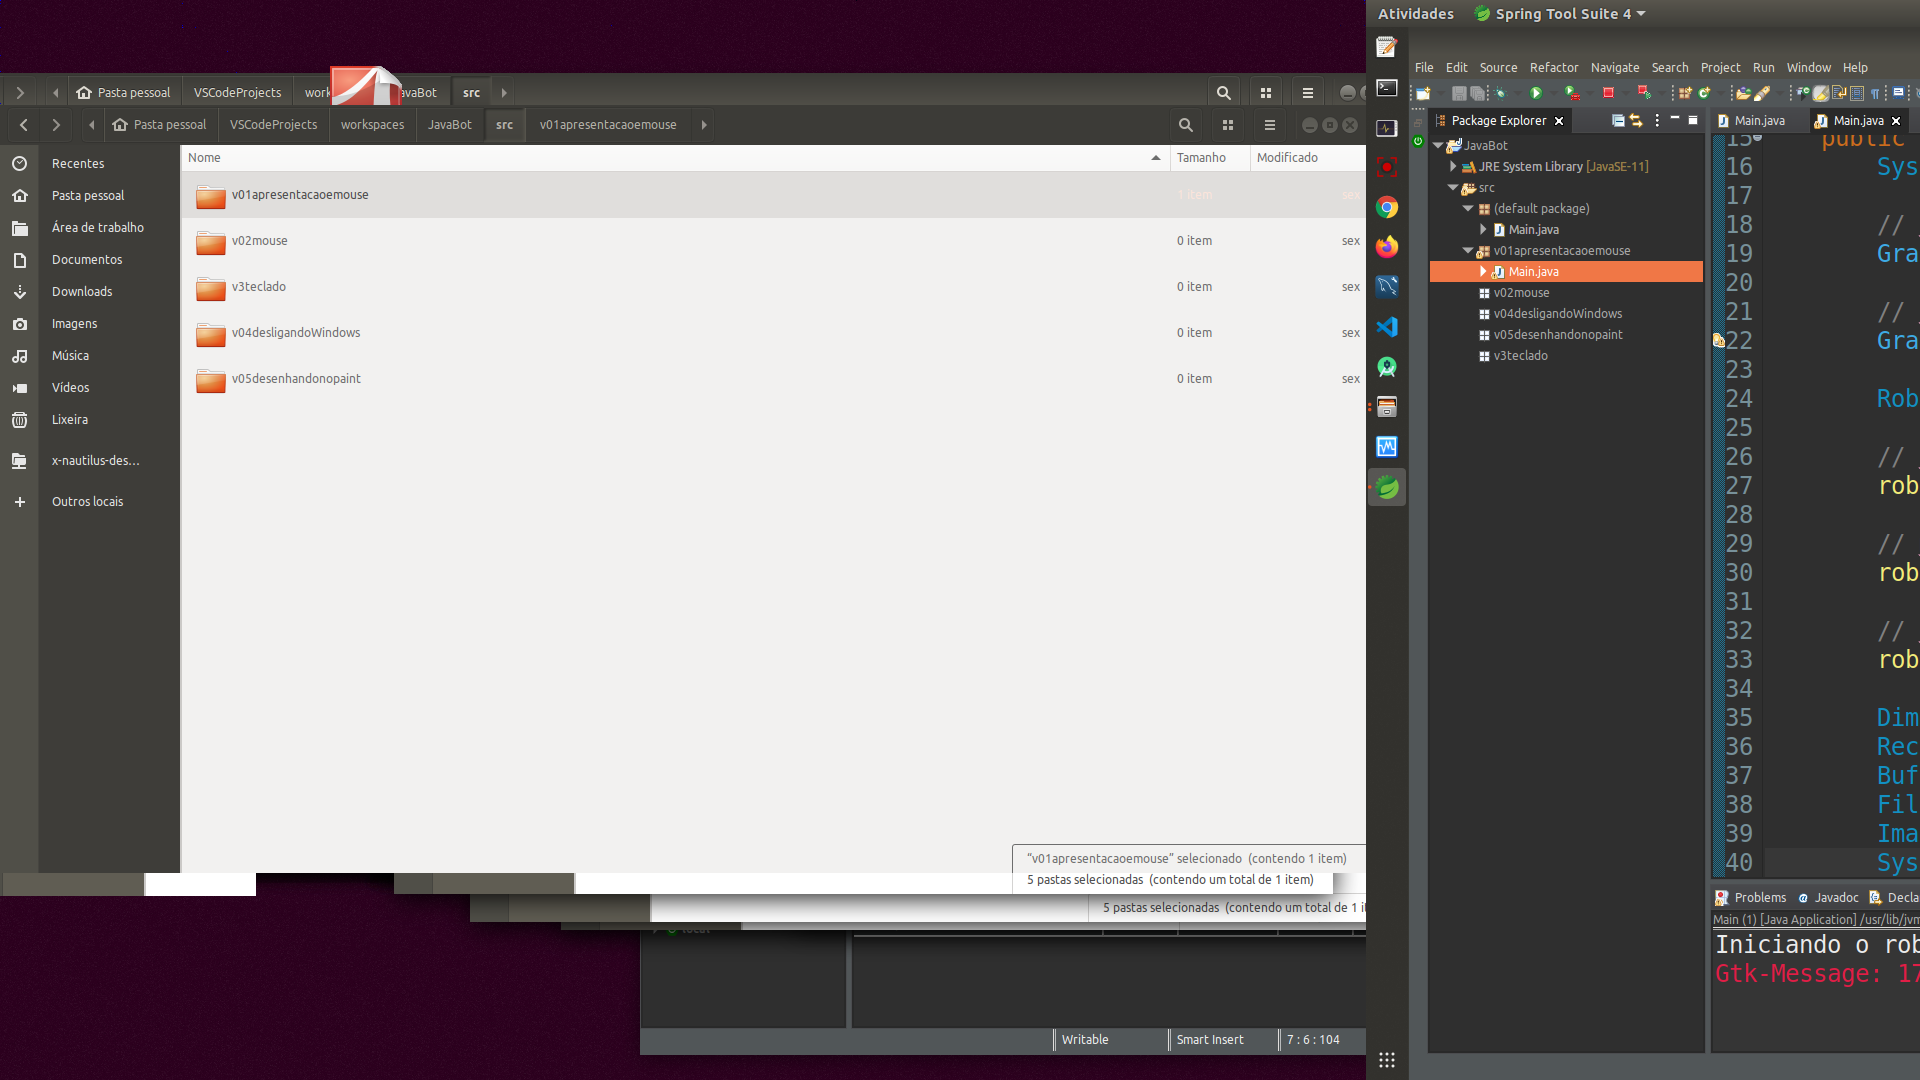 Atividades Spring Tool Suite 4
Pasta pessoal VSCodeProjects work avaBot src
Pasta pessoal VSCodeProjects workspaces JavaBot src v01apresentacaoemouse
Recentes
Pasta pessoal
Área de trabalho
Documentos
Downloads
Imagens
Música
Vídeos
Lixeira
x-nautilus-des...
Outros locais
Nome Tamanho Modificado
v01apresentacaoemouse 1 item sex
v02mouse 0 item sex
v3teclado 0 item sex
v04desligandoWindows 0 item sex
v05desenhandonopaint 0 item sex
“v01apresentacaoemouse” selecionado (contendo 1 item)
5 pastas selecionadas (contendo um total de 1 item)
5 pastas selecionadas (contendo um total de 1 it
local
Writable Smart Insert 7 : 6 : 104
File Edit Source Refactor Navigate Search Project Run Window Help
Package Explorer
JavaBot
JRE System Library [JavaSE-11]
src
(default package)
Main.java
v01apresentacaoemouse
Main.java
v02mouse
v04desligandoWindows
v05desenhandonopaint
v3teclado
Main.java Main.java
15 public
16 Sys
17
18 //
19 Gra
20
21 //
22 Gra
23
24 Rob
25
26 //
27 rob
28
29 //
30 rob
31
32 //
33 rob
34
35 Dim
36 Rec
37 Buf
38 Fil
39 Ima
40 Sys
Problems @ Javadoc Decla
Main (1) [Java Application] /usr/lib/jvm
Iniciando o rob
Gtk-Message: 17